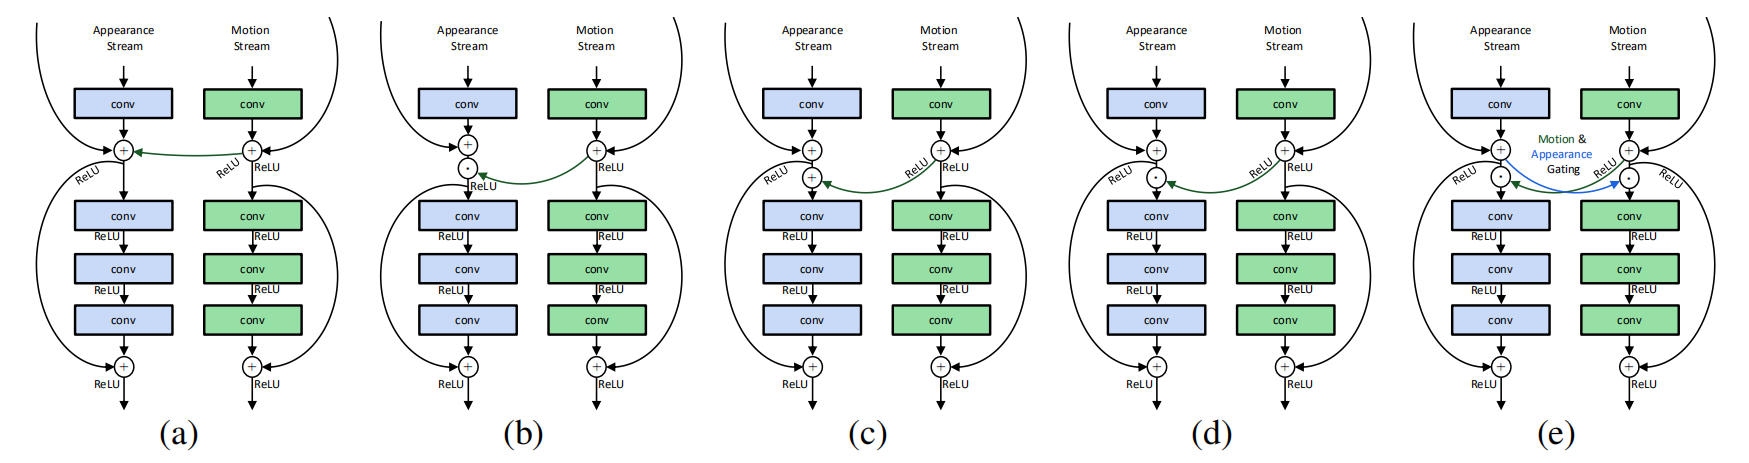 Appearance Stream
Motion Stream
conv
conv
+
+
ReLU
ReLU
ReLU
conv
conv
ReLU
ReLU
conv
conv
ReLU
ReLU
conv
conv
+
+
ReLU
ReLU
(a)
Appearance Stream
Motion Stream
conv
conv
+
+
·
ReLU
ReLU
conv
conv
ReLU
ReLU
conv
conv
ReLU
ReLU
conv
conv
+
+
ReLU
ReLU
(b)
Appearance Stream
Motion Stream
conv
conv
+
+
ReLU
ReLU
ReLU
+
conv
conv
ReLU
ReLU
conv
conv
ReLU
ReLU
conv
conv
+
+
ReLU
ReLU
(c)
Appearance Stream
Motion Stream
conv
conv
+
+
ReLU
ReLU
ReLU
·
conv
conv
ReLU
ReLU
conv
conv
ReLU
ReLU
conv
conv
+
+
ReLU
ReLU
(d)
Appearance Stream
Motion Stream
conv
conv
Motion &
Appearance
Gating
+
+
ReLU
ReLU
ReLU
·
·
conv
conv
ReLU
ReLU
conv
conv
ReLU
ReLU
conv
conv
+
+
ReLU
ReLU
(e)